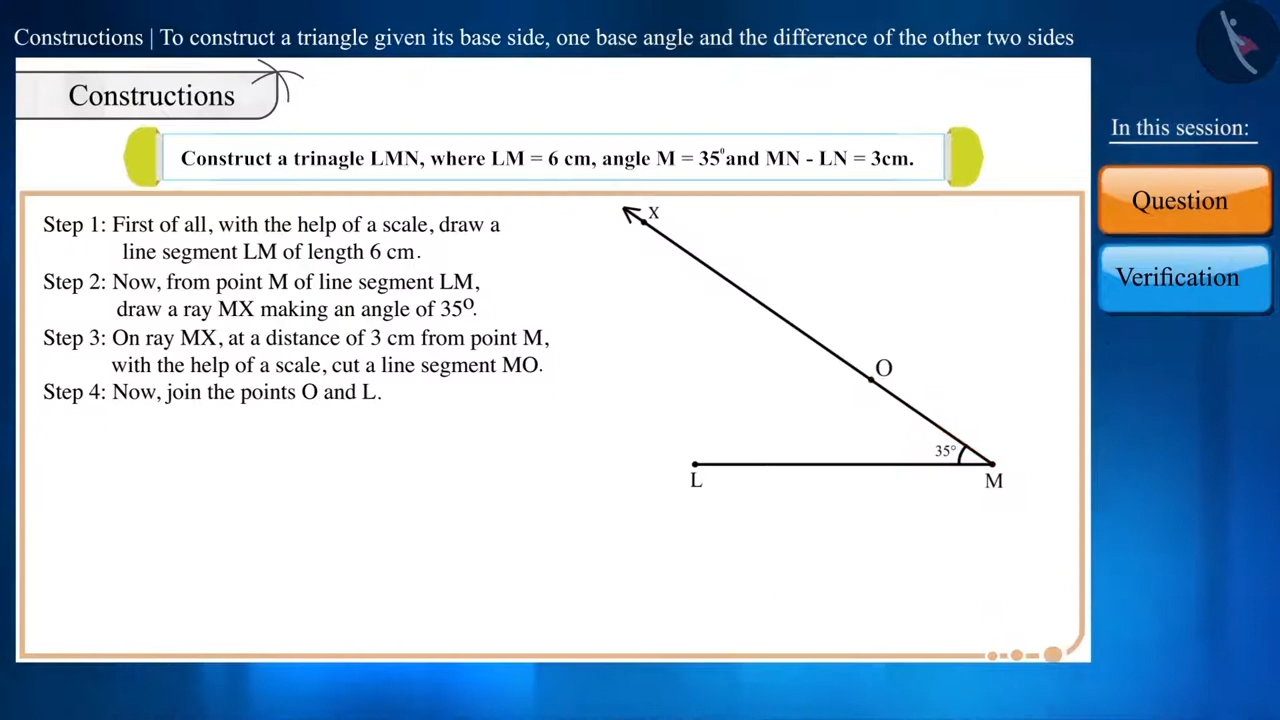 Constructions | To construct a triangle given its base side, one base angle and the difference of the other two sides
Constructions
Construct a trinagle LMN, where LM = 6 cm, angle M = 35⁰ and MN - LN = 3cm.
In this session:
Question
Verification
Step 1: First of all, with the help of a scale, draw a
line segment LM of length 6 cm.
Step 2: Now, from point M of line segment LM,
draw a ray MX making an angle of 35º.
Step 3: On ray MX, at a distance of 3 cm from point M,
with the help of a scale, cut a line segment MO.
Step 4: Now, join the points O and L.
X
O
35°
L
M